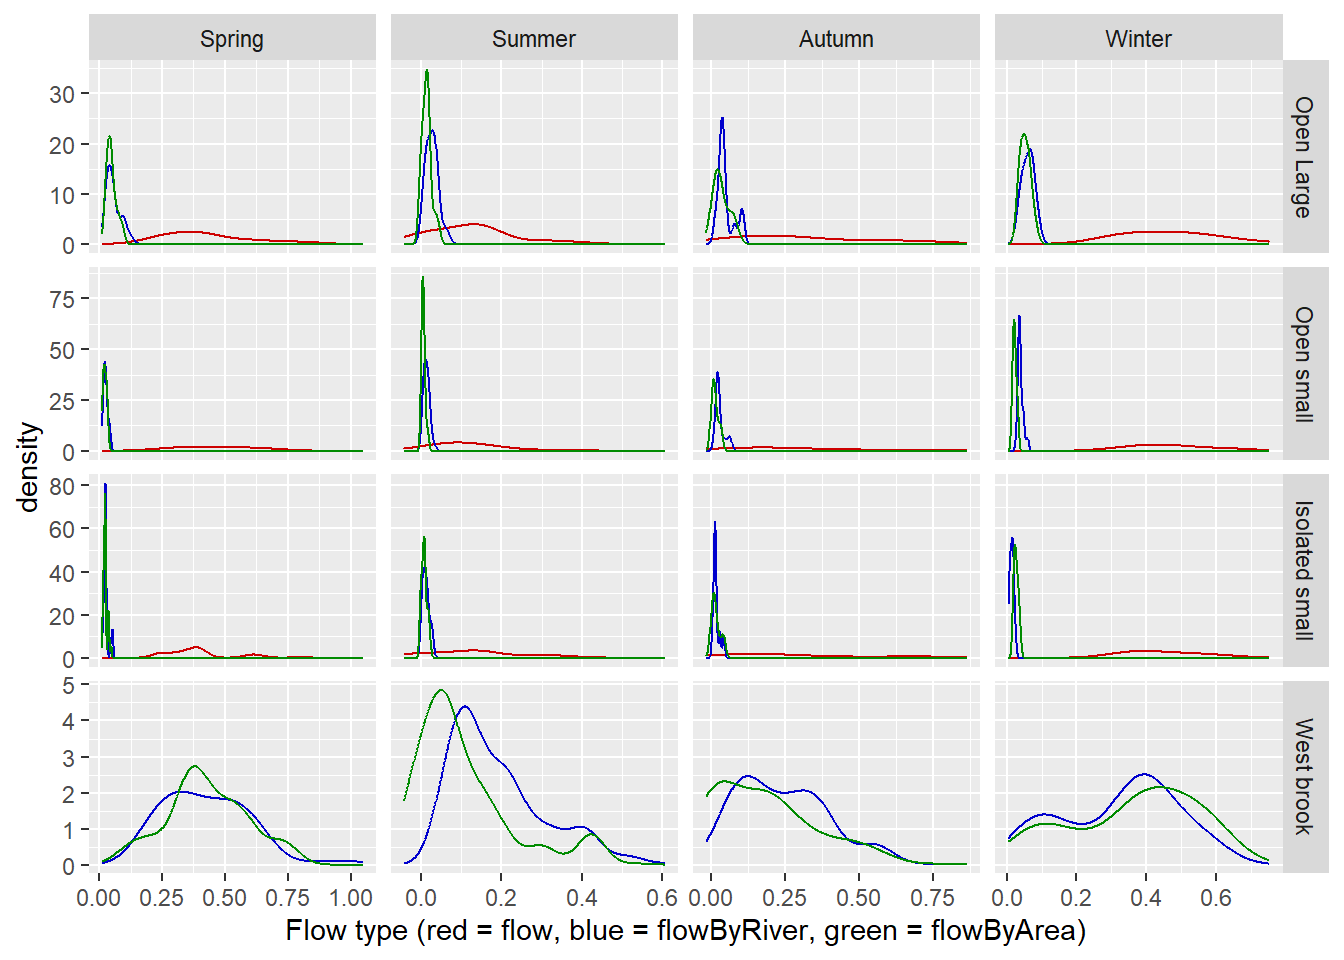 Spring Summer Autumn Winter
30
20
10
0
Open Large
75
50
25
0
Open small
80
60
40
20
0
Isolated small
5
4
3
2
1
0
West brook
density
0.00 0.25 0.50 0.75 1.00 0.0 0.2 0.4 0.6 0.00 0.25 0.50 0.75 0.0 0.2 0.4 0.6
Flow type (red = flow, blue = flowByRiver, green = flowByArea)